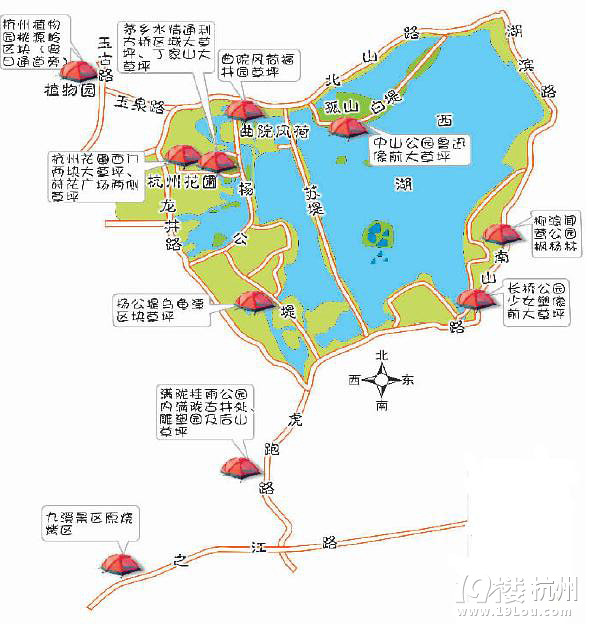 杭州植物
园桃源岭
区块(假
日通道旁)
植物园
玉古路
玉泉路
茅乡水情通利
古桥区域大草
坪、丁家山大
草坪
曲院风荷福
井园草坪
曲院风荷
北山路
湖滨路
孤山
白堤
西湖
中山公园鲁迅
像前大草坪
杭州花圃西门
两块大草坪、
莳花广场两侧
草坪
杭州花圃
龙井路
杨公堤
苏堤
柳浪闻
莺公园
枫杨林
南山路
长桥公园
少女塑像
前大草坪
杨公堤乌龟潭
区块草坪
北
西
东
南
满陇桂雨公园
内满陇古井处、
雕塑园及后山
草坪
虎跑路
九溪景区原烧
烤区
之江路
19楼杭州
www.19Lou.com